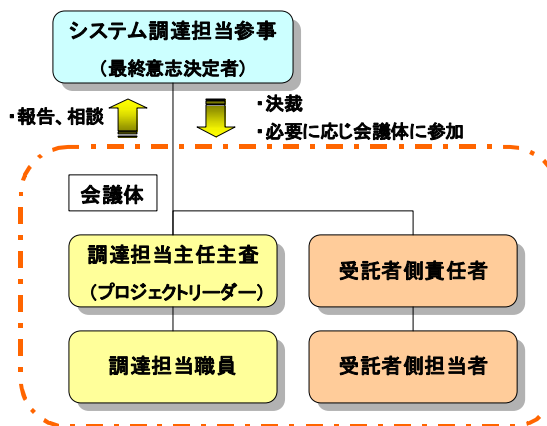 システム調達担当参事
（最終意志決定者）
・報告、相談
・決裁
・必要に応じ会議体に参加
会議体
調達担当主任主査
（プロジェクトリーダー）
受託者側責任者
調達担当職員
受託者側担当者